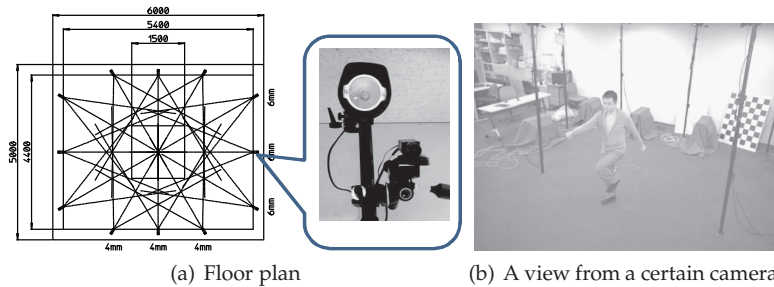 6000
5400
1500
5000
4400
6mm
6mm
6mm
4mm 4mm 4mm
(a) Floor plan
(b) A view from a certain camera